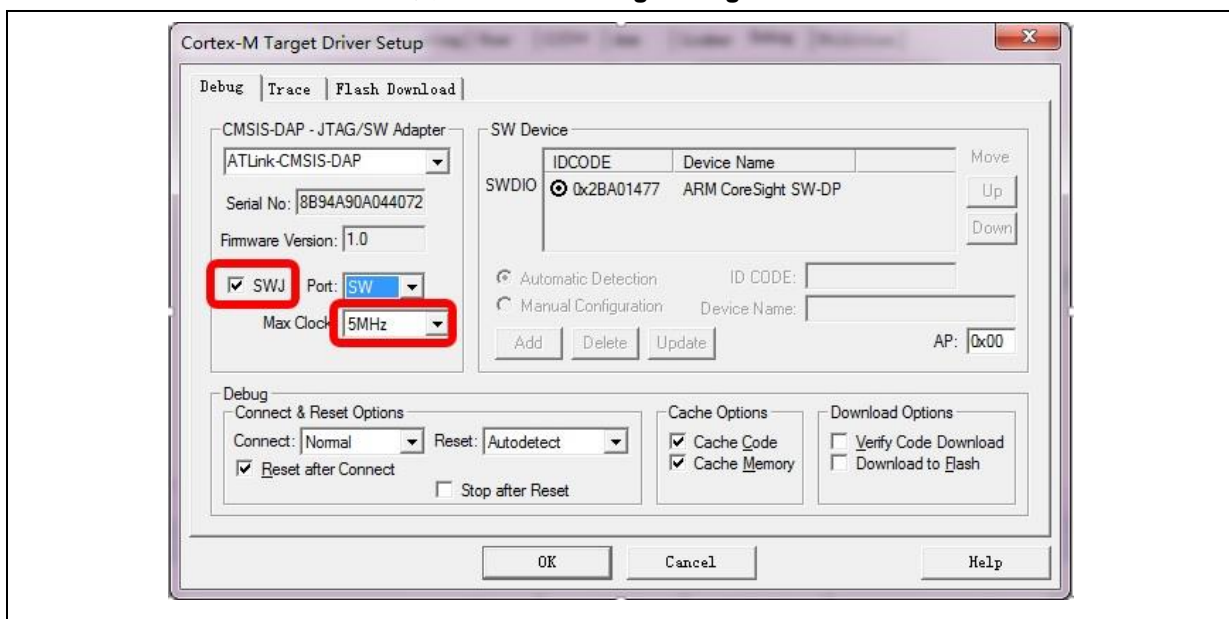 Cortex-M Target Driver Setup
Debug Trace Flash Download
CMSIS-DAP - JTAG/SW Adapter
ATLink-CMSIS-DAP
Serial No: 8B94A90A044072
Firmware Version: 1.0
SWJ Port: SW
Max Clock 5MHz
SW Device
IDCODE Device Name
SWDIO 0x2BA01477 ARM CoreSight SW-DP
Move
Up
Down
Automatic Detection ID CODE:
Manual Configuration Device Name:
Add Delete Update AP: 0x00
Debug
Connect & Reset Options
Connect: Normal Reset: Autodetect
Reset after Connect
Stop after Reset
Cache Options
Cache Code
Cache Memory
Download Options
Verify Code Download
Download to Flash
OK Cancel Help